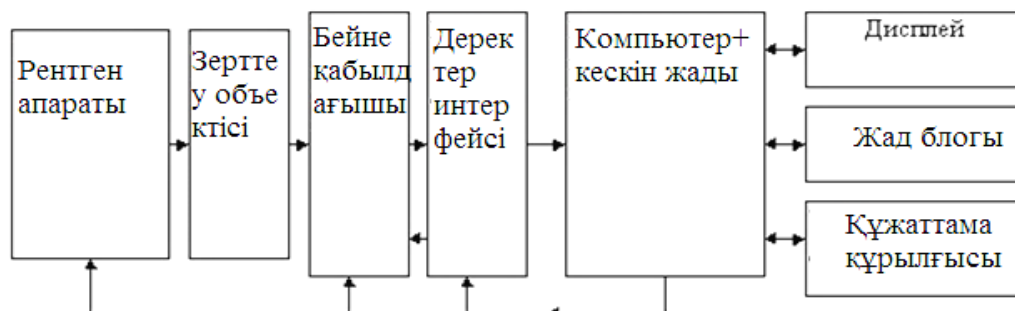 Рентген
апараты
Зерттe
у объе
ктісі
Бейне
қабылд
ағышы
Дерек
тер
интер
фейсі
Компьютер+
кескін жады
Дисплей
Жад блогы
Құжаттама
құрылғысы